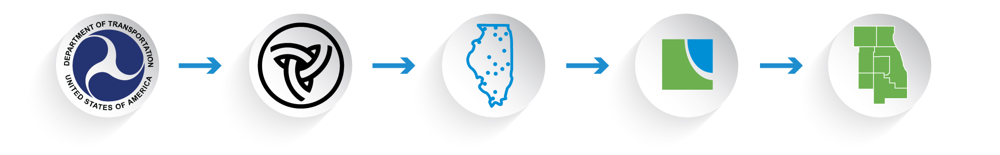 DEPARTMENT OF TRANSPORTATION
UNITED STATES OF AMERICA